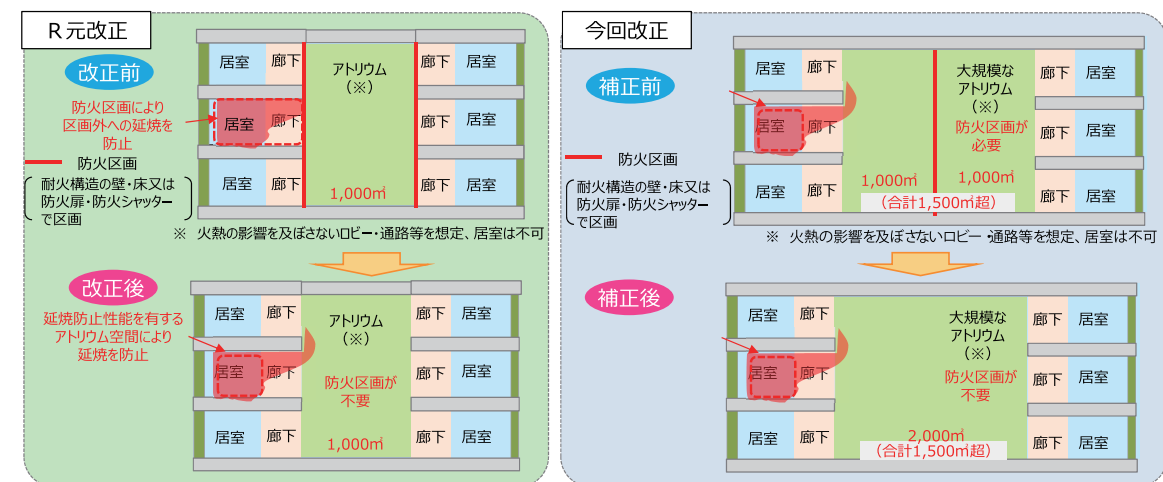 R元改正
改正前
防火区画により
区画外への延焼を
防止
防火区画
耐火構造の壁・床又は
防火扉・防火シャッター
で区画
居室 廊下
アトリウム
(※)
廊下 居室
居室 廊下
廊下 居室
居室 廊下
1,000㎡
廊下 居室
※ 火熱の影響を及ぼさないロビー・通路等を想定、居室は不可
改正後
延焼防止性能を有する
アトリウム空間により
延焼を防止
居室 廊下
アトリウム
(※)
廊下 居室
居室 廊下
防火区画が
不要
廊下 居室
居室 廊下
1,000㎡
廊下 居室
今回改正
補正前
防火区画
耐火構造の壁・床又は
防火扉・防火シャッター
で区画
居室 廊下
大規模な
アトリウム
(※)
防火区画が
必要
廊下 居室
居室 廊下
廊下 居室
居室 廊下
1,000㎡ 1,000㎡
(合計1,500㎡超)
廊下 居室
※ 火熱の影響を及ぼさないロビー・通路等を想定、居室は不可
補正後
居室 廊下
大規模な
アトリウム
(※)
防火区画が
不要
廊下 居室
居室 廊下
廊下 居室
居室 廊下
2,000㎡
(合計1,500㎡超)
廊下 居室